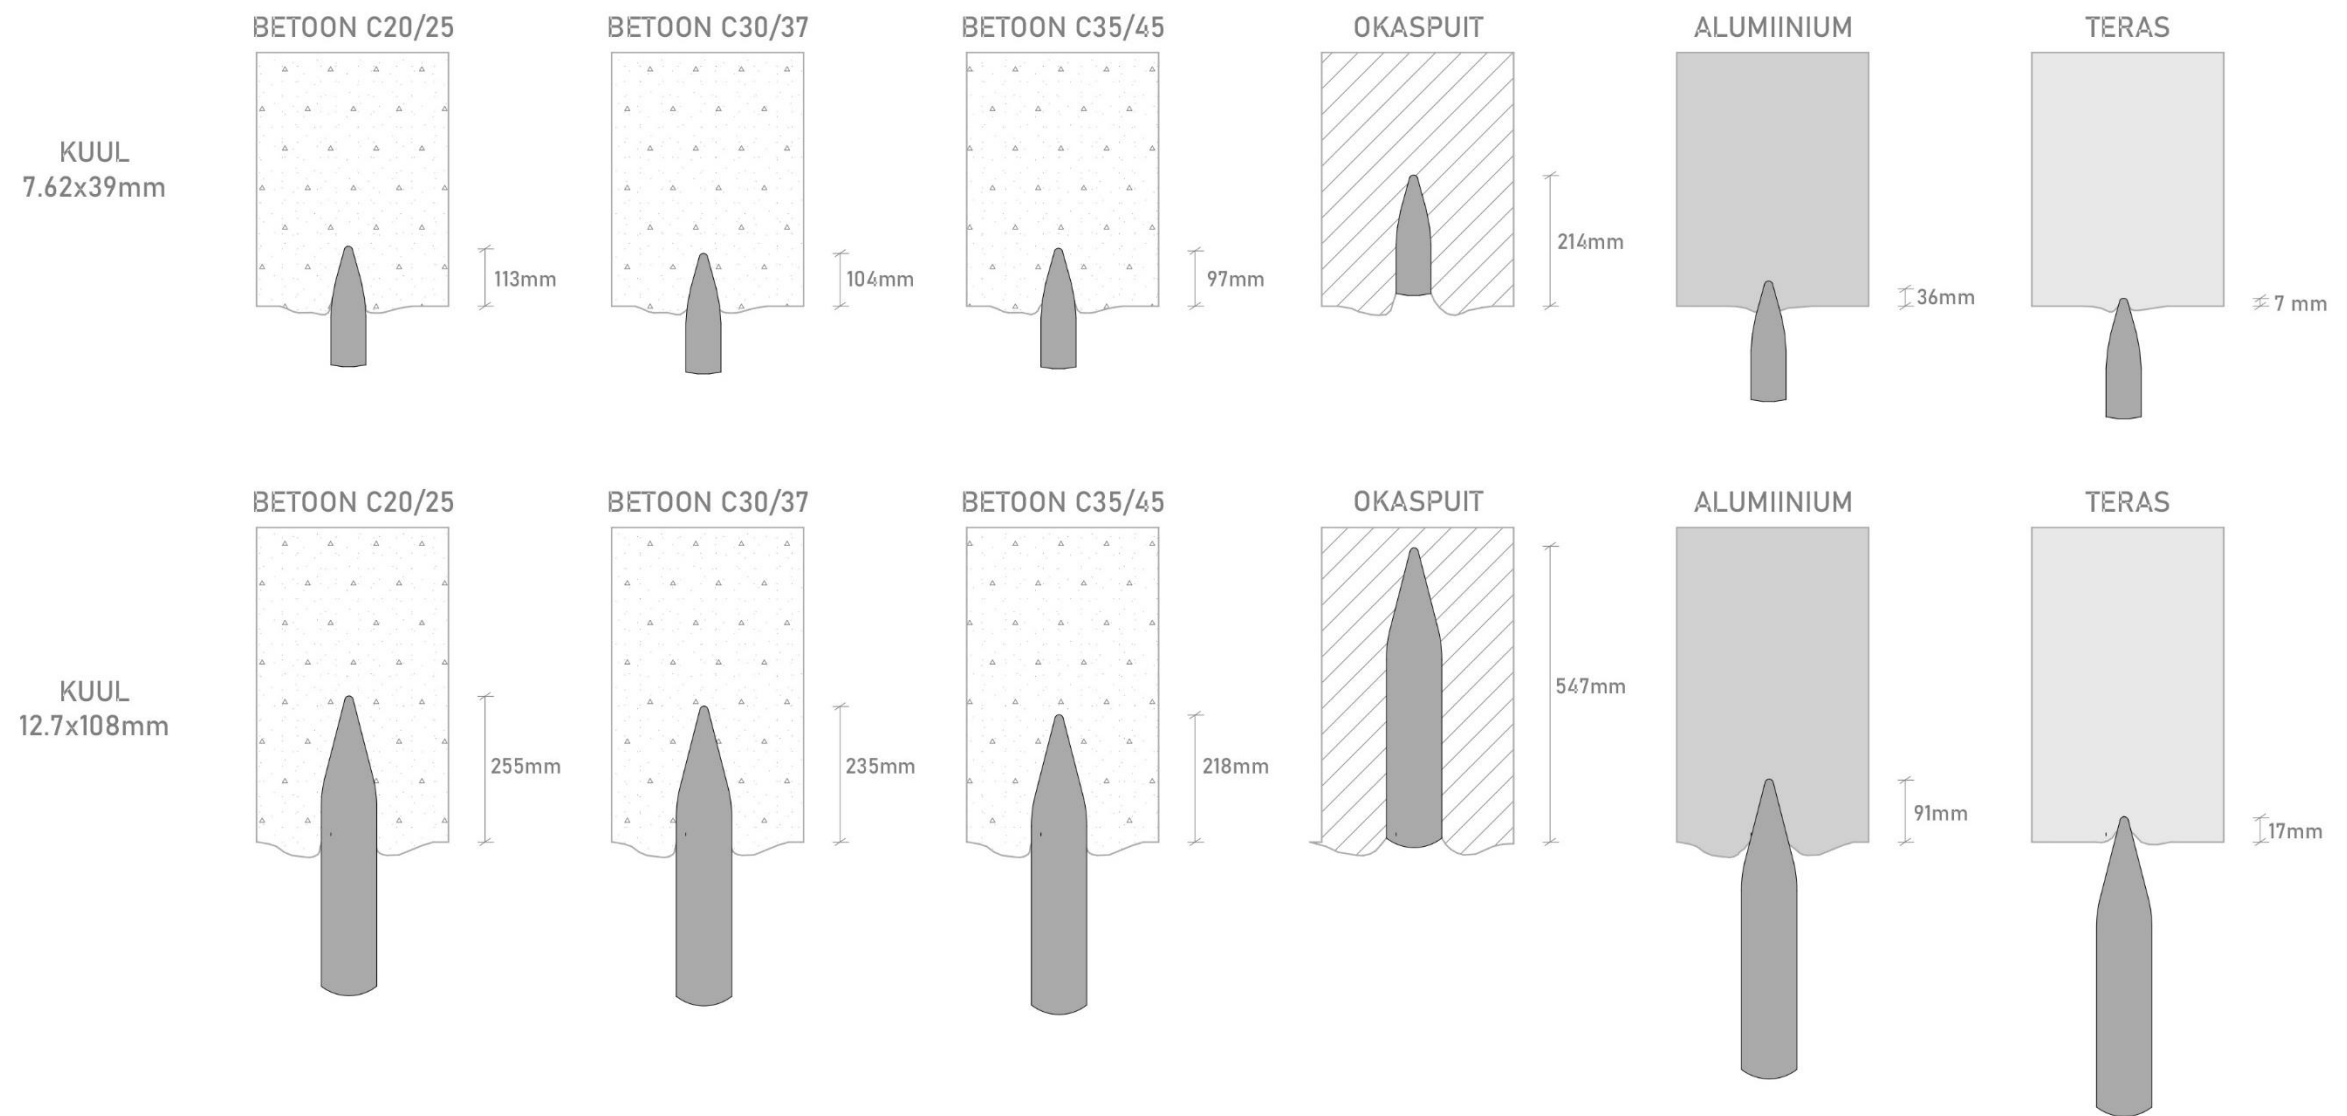 BETOON C20/25
BETOON C30/37
BETOON C35/45
OKASPUIT
ALUMIINIUM
TERAS
KUUL
7.62x39mm
113mm
104mm
97mm
214mm
36mm
7 mm
BETOON C20/25
BETOON C30/37
BETOON C35/45
OKASPUIT
ALUMIINIUM
TERAS
KUUL
12.7x108mm
255mm
235mm
218mm
547mm
91mm
17mm